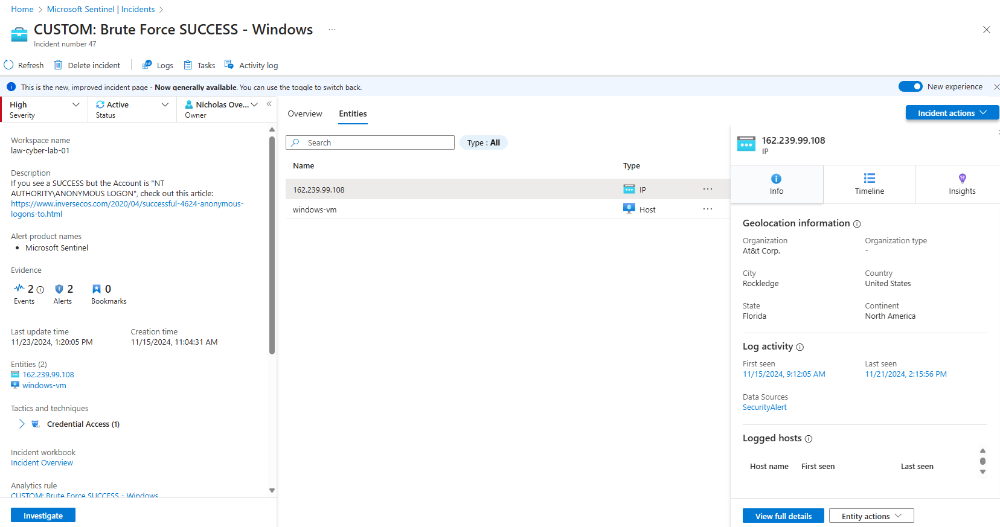 Home > Microsoft Sentinel | Incidents >
CUSTOM: Brute Force SUCCESS - Windows ...
Incident number 47
Refresh Delete incident Logs Tasks Activity log
This is the new, improved incident page - Now generally available. You can use the toggle to switch back.
New experience
High
Severity
Active
Status
Nicholas Ove...
Owner
Workspace name
law-cyber-lab-01
Description
If you see a SUCCESS but the Account is "NT
AUTHORITY\ANONYMOUS LOGON", check out this article:
https://www.inversecos.com/2020/04/successful-4624-anonymous-
logons-to.html
Alert product names
• Microsoft Sentinel
Evidence
2 Events
2 Alerts
0 Bookmarks
Last update time
11/23/2024, 1:20:05 PM
Creation time
11/15/2024, 11:04:31 AM
Entities (2)
162.239.99.108
windows-vm
Tactics and techniques
Credential Access (1)
Incident workbook
Incident Overview
Analytics rule
CUSTOM: Brute Force SUCCESS - Windows
Investigate
Overview Entities
Incident actions
Search
Type : All
Name Type
162.239.99.108 IP ...
windows-vm Host ...
162.239.99.108
IP
Info Timeline Insights
Geolocation information
Organization
At&t Corp.
Organization type
-
City
Rockledge
Country
United States
State
Florida
Continent
North America
Log activity
First seen
11/15/2024, 9:12:05 AM
Last seen
11/21/2024, 2:15:56 PM
Data Sources
SecurityAlert
Logged hosts
Host name First seen Last seen
View full details Entity actions